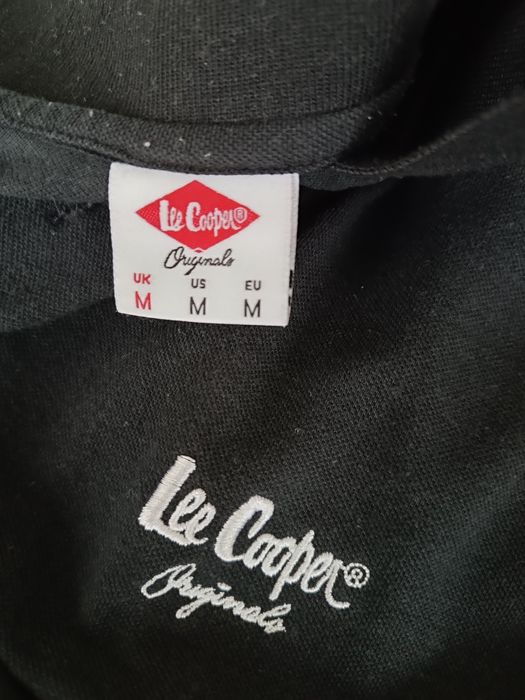 Lee Cooper®
Originals
UK US EU
M M M
Lee Cooper®
Originals